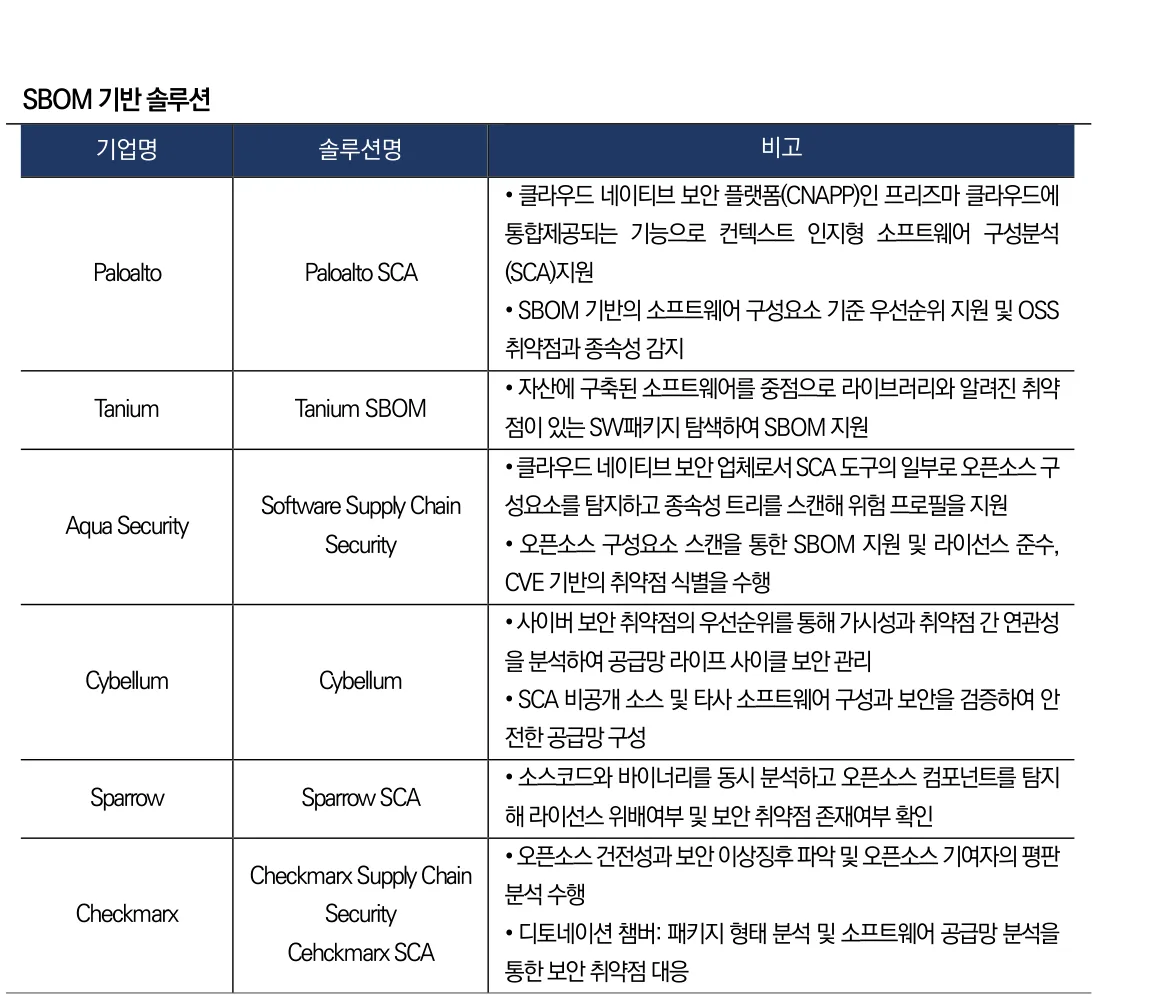 SBOM 기반 솔루션
기업명 솔루션명 비고
Paloalto
Paloalto SCA
• 클라우드 네이티브 보안 플랫폼(CNAPP)인 프리즈마 클라우드에
통합제공되는 기능으로 컨텍스트 인지형 소프트웨어 구성분석
(SCA)지원
• SBOM 기반의 소프트웨어 구성요소 기준 우선순위 지원 및 OSS
취약점과 종속성 감지
Tanium
Tanium SBOM
• 자산에 구축된 소프트웨어를 중점으로 라이브러리와 알려진 취약
점이 있는 SW패키지 탐색하여 SBOM 지원
Aqua Security
Software Supply Chain
Security
• 클라우드 네이티브 보안 업체로서 SCA 도구의 일부로 오픈소스 구
성요소를 탐지하고 종속성 트리를 스캔해 위험 프로필을 지원
• 오픈소스 구성요소 스캔을 통한 SBOM 지원 및 라이선스 준수,
CVE 기반의 취약점 식별을 수행
Cybellum
Cybellum
• 사이버 보안 취약점의 우선순위를 통해 가시성과 취약점 간 연관성
을 분석하여 공급망 라이프 사이클 보안 관리
• SCA 비공개 소스 및 타사 소프트웨어 구성과 보안을 검증하여 안
전한 공급망 구성
Sparrow
Sparrow SCA
• 소스코드와 바이너리를 동시 분석하고 오픈소스 컴포넌트를 탐지
해 라이선스 위배여부 및 보안 취약점 존재여부 확인
Checkmarx
Checkmarx Supply Chain
Security
Cehckmarx SCA
• 오픈소스 건전성과 보안 이상징후 파악 및 오픈소스 기여자의 평판
분석 수행
• 디토네이션 챔버: 패키지 형태 분석 및 소프트웨어 공급망 분석을
통한 보안 취약점 대응